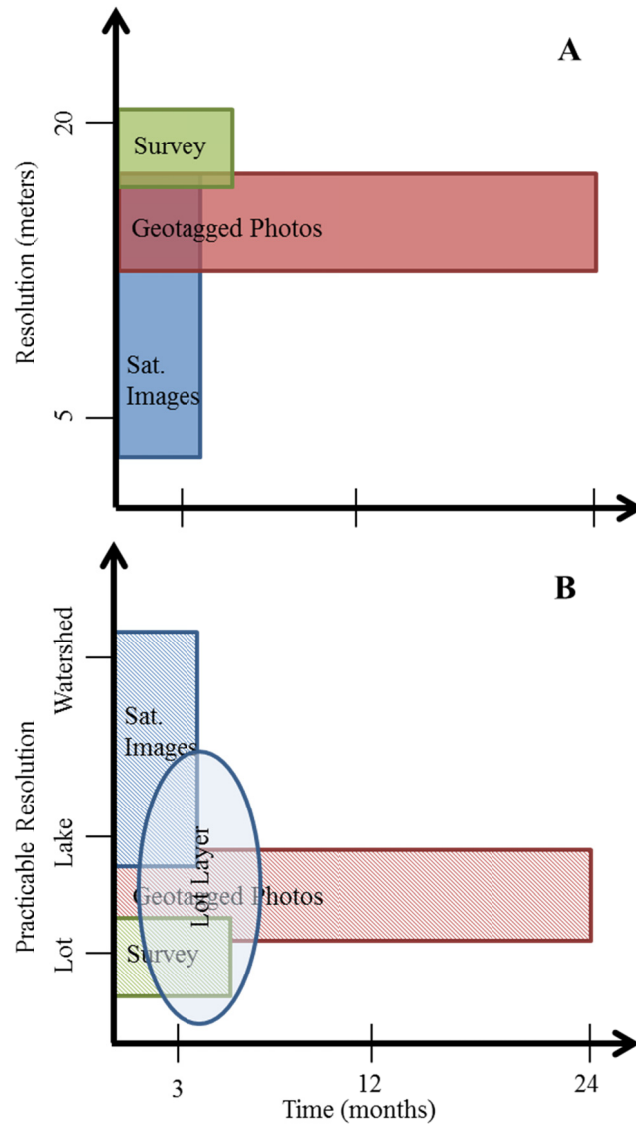 A
20
Survey
Geotagged Photos
Resolution (meters)
Sat.
Images
5
B
Watershed
Sat.
Images
Practicable Resolution
Lake
Lot Layer
Geotagged Photos
Lot
Survey
3
12
24
Time (months)